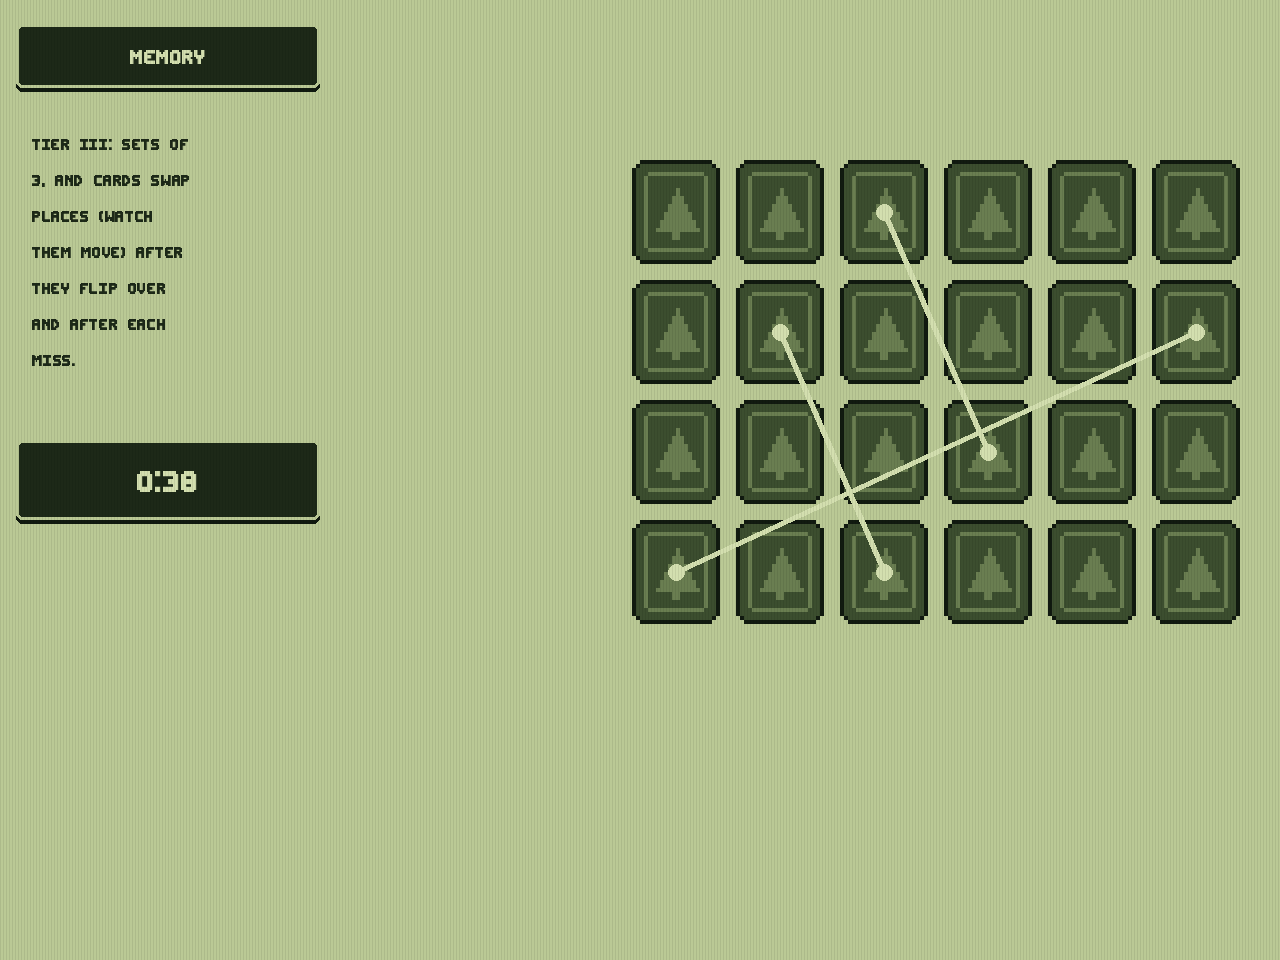 MEMORY
TIER III: SETS OF
3, AND CARDS SWAP
PLACES (WATCH
THEM MOVE) AFTER
THEY FLIP OVER
AND AFTER EACH
MISS.
0:38